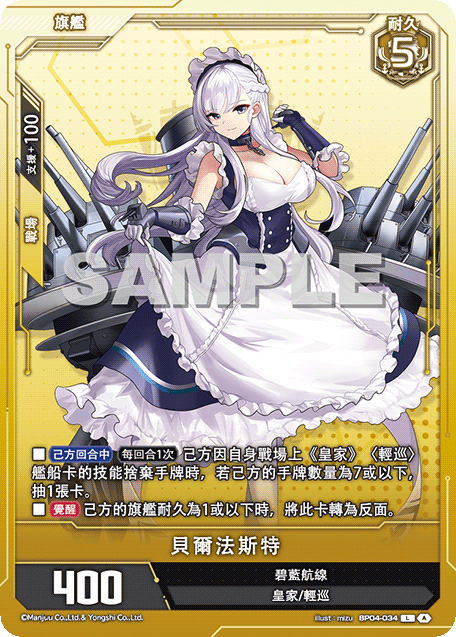 旗艦
耐久
5
支援+100
戰場
SAMPLE
■ 己方回合中 每回合1次 己方因自身戰場上《皇家》〈輕巡〉
艦船卡的技能捨棄手牌時，若己方的手牌數量為7或以下，
抽1張卡。
■ 覺醒 己方的旗艦耐久為1或以下時，將此卡轉為反面。
貝爾法斯特
400
碧藍航線
皇家/輕巡
©Manjuu Co.,Ltd. & Yongshi Co.,Ltd. illust : mizu BP04-034 L A